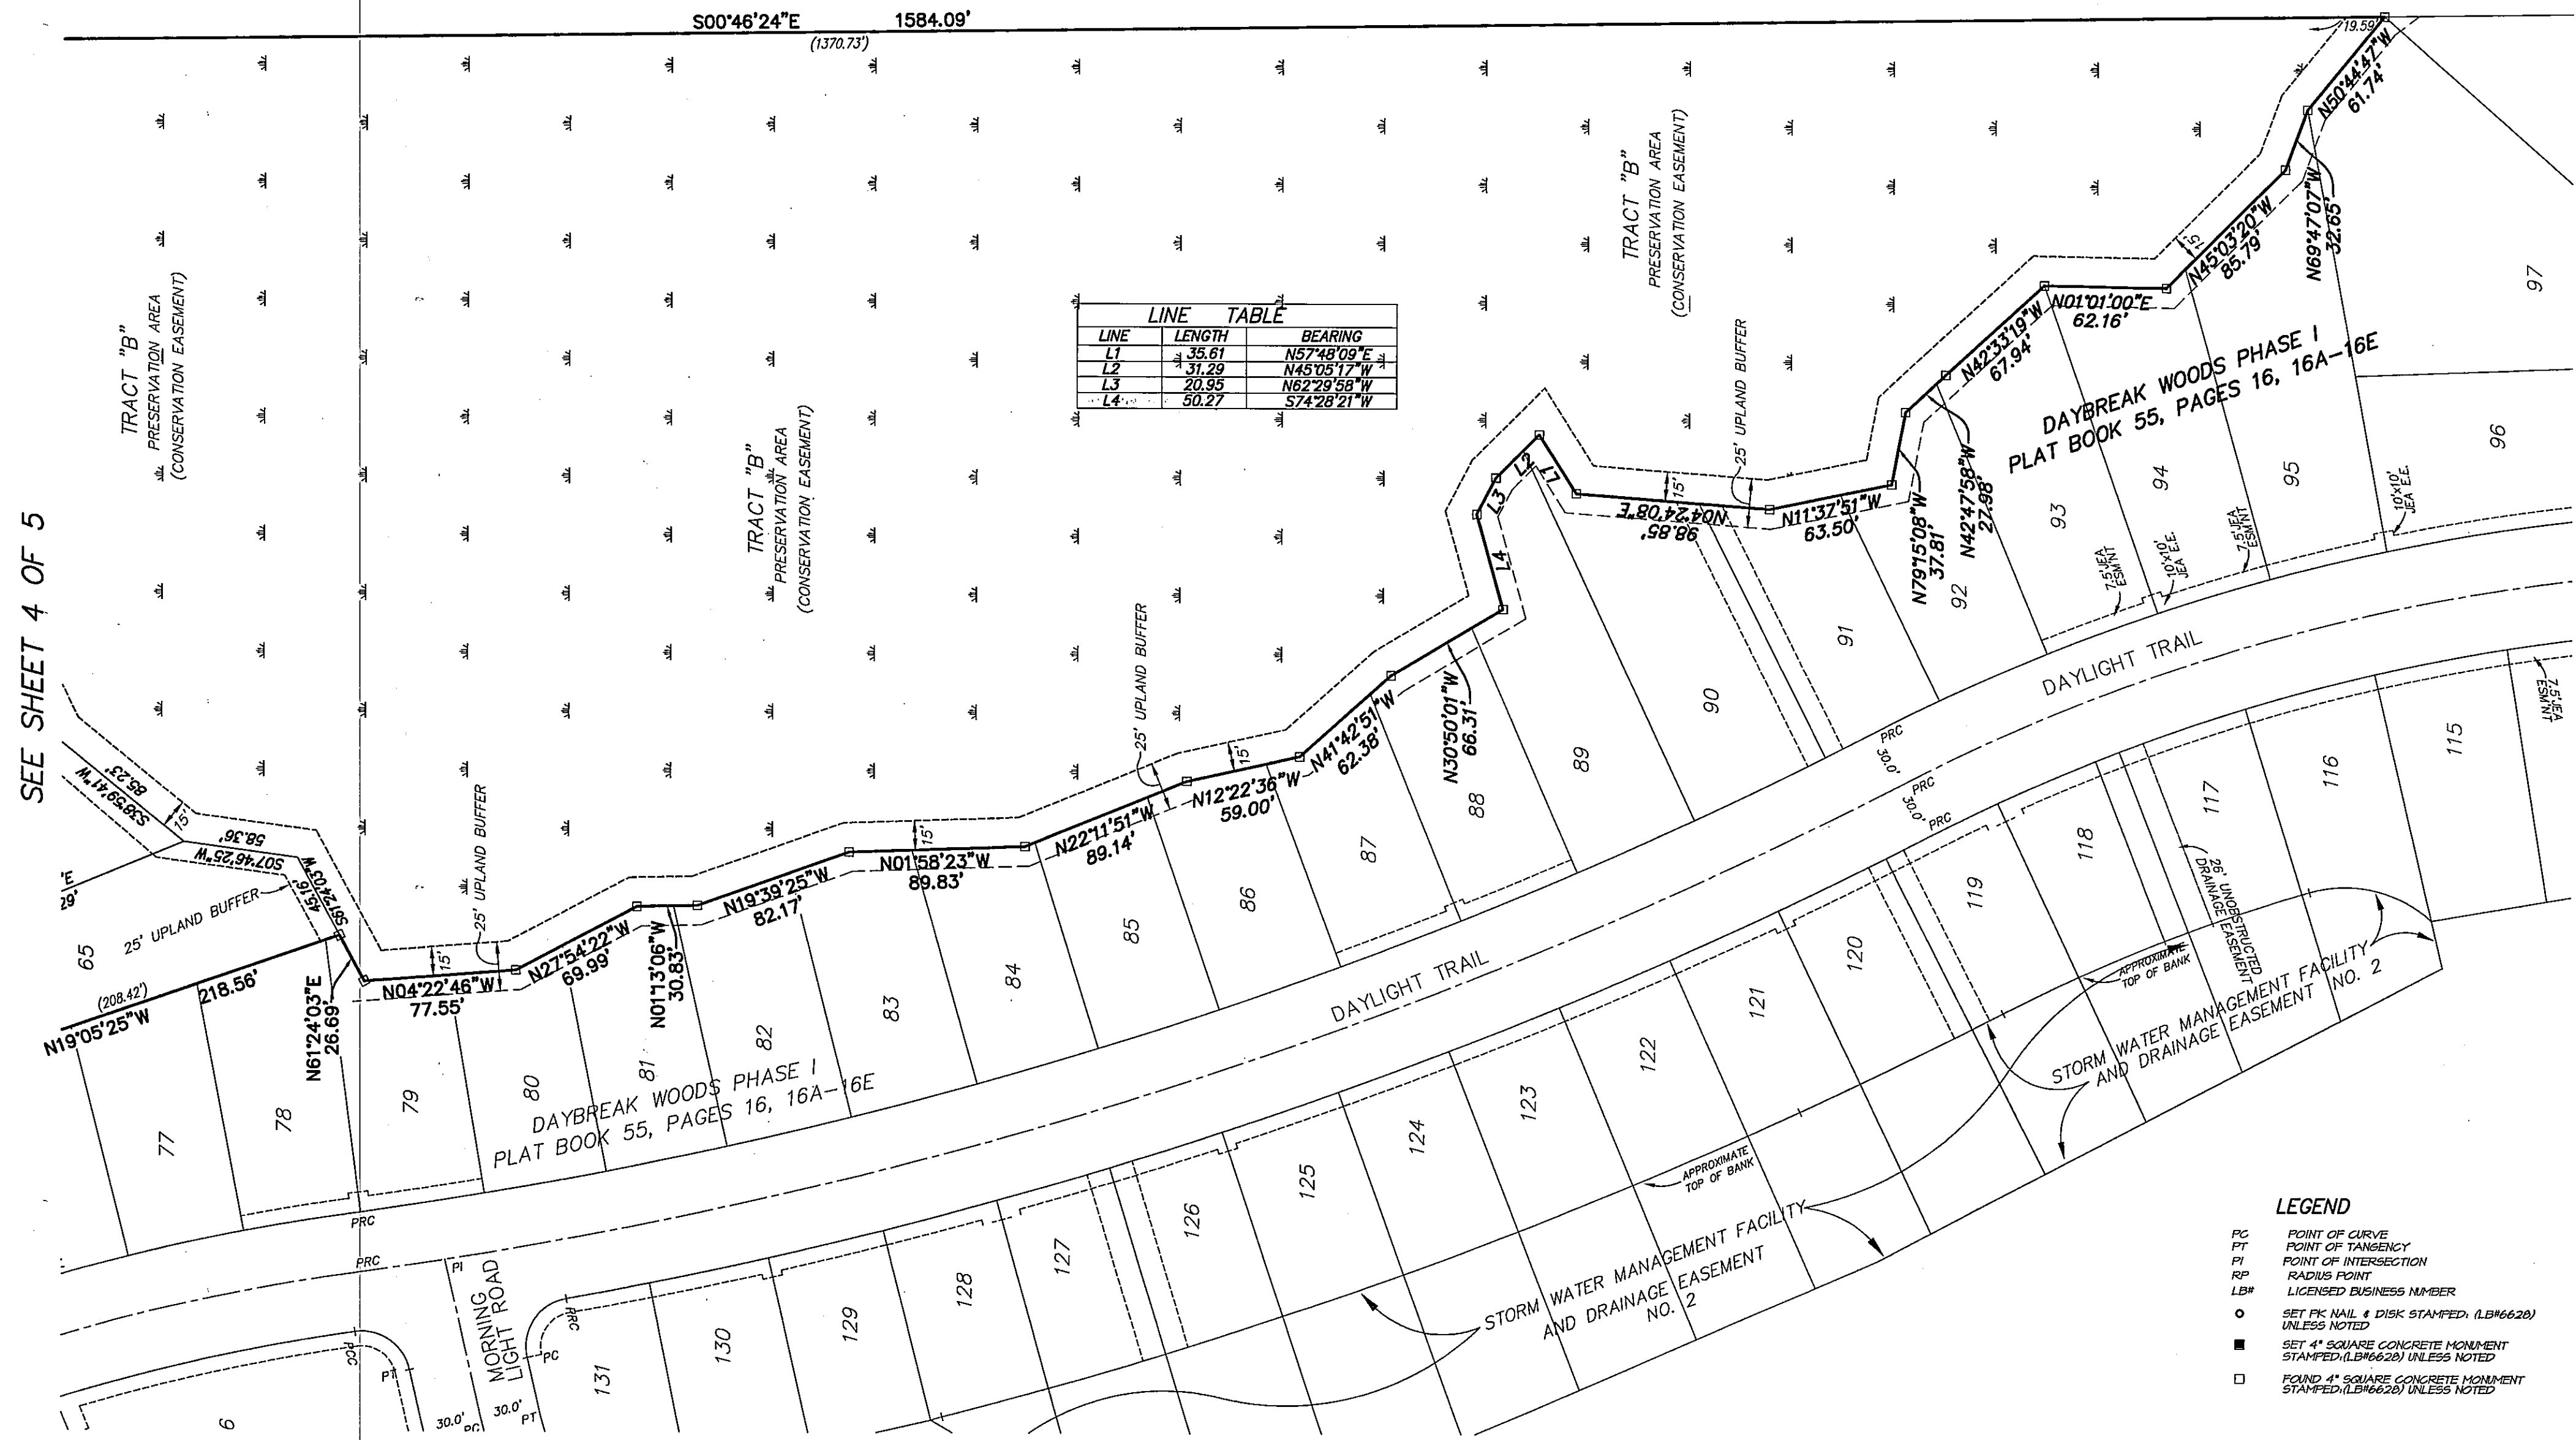 S00°46'24"E 1584.09'
(1370.73')
19.59'
N50°44'47"W
61.74'
N69°47'07"W
32.65'
N45°03'20"W
85.79'
15'
N01°01'00"E
62.16'
N42°33'19"W
67.94'
N42°47'58"W
27.98'
N79°15'08"W
37.81'
N11°37'51"W
63.50'
N04°24'08"E
98.85'
15'
25' UPLAND BUFFER
TRACT "B"
PRESERVATION AREA
(CONSERVATION EASEMENT)
TRACT "B"
PRESERVATION AREA
(CONSERVATION EASEMENT)
TRACT "B"
PRESERVATION AREA
(CONSERVATION EASEMENT)
LINE TABLE
LINE LENGTH BEARING
L1 35.61 N57°48'09"E
L2 31.29 N45°05'17"W
L3 20.95 N62°29'58"W
L4 50.27 S74°28'21"W
L1
L2
L3
L4
DAYBREAK WOODS PHASE I
PLAT BOOK 55, PAGES 16, 16A-16E
97
96
95
94
93
92
91
90
89
88
87
86
85
84
83
82
81
80
79
78
77
65
10'x10'
JEA E.E.
7.5'JEA
ESM'NT
10'x10'
JEA E.E.
7.5'JEA
ESM'NT
7.5'JEA
ESM'NT
SEE SHEET 4 OF 5
N30°50'01"W
66.31'
N41°42'51"W
62.38'
N12°22'36"W
59.00'
15'
25' UPLAND BUFFER
N22°11'51"W
89.14'
N01°58'23"W
89.83'
15'
N19°39'25"W
82.17'
N01°13'06"W
30.83'
N27°54'22"W
69.99'
25' UPLAND BUFFER
N04°22'46"W
77.55'
15'
N61°24'03"E
26.69'
S61°24'03"W
45.16'
S07°46'25"W
58.36'
S38°59'41"W
85.23'
15'
25' UPLAND BUFFER
'E
29'
(208.42')
218.56'
N19°05'25"W
DAYBREAK WOODS PHASE I
PLAT BOOK 55, PAGES 16, 16A-16E
DAYLIGHT TRAIL
DAYLIGHT TRAIL
PRC
30.0'
PRC
30.0'
PRC
PRC
PRC
PI
MORNING
LIGHT ROAD
PRC
PC
PCC
PT
30.0'
PC
30.0'
PT
6
115
116
117
118
119
120
121
122
123
124
125
126
127
128
129
130
131
26' UNOBSTRUCTED
DRAINAGE EASEMENT
APPROXIMATE
TOP OF BANK
APPROXIMATE
TOP OF BANK
STORM WATER MANAGEMENT FACILITY
AND DRAINAGE EASEMENT NO. 2
STORM WATER MANAGEMENT FACILITY
AND DRAINAGE EASEMENT
NO. 2
LEGEND
PC POINT OF CURVE
PT POINT OF TANGENCY
PI POINT OF INTERSECTION
RP RADIUS POINT
LB# LICENSED BUSINESS NUMBER
SET PK NAIL & DISK STAMPED: (LB#6628)
UNLESS NOTED
SET 4" SQUARE CONCRETE MONUMENT
STAMPED:(LB#6628) UNLESS NOTED
FOUND 4" SQUARE CONCRETE MONUMENT
STAMPED:(LB#6628) UNLESS NOTED